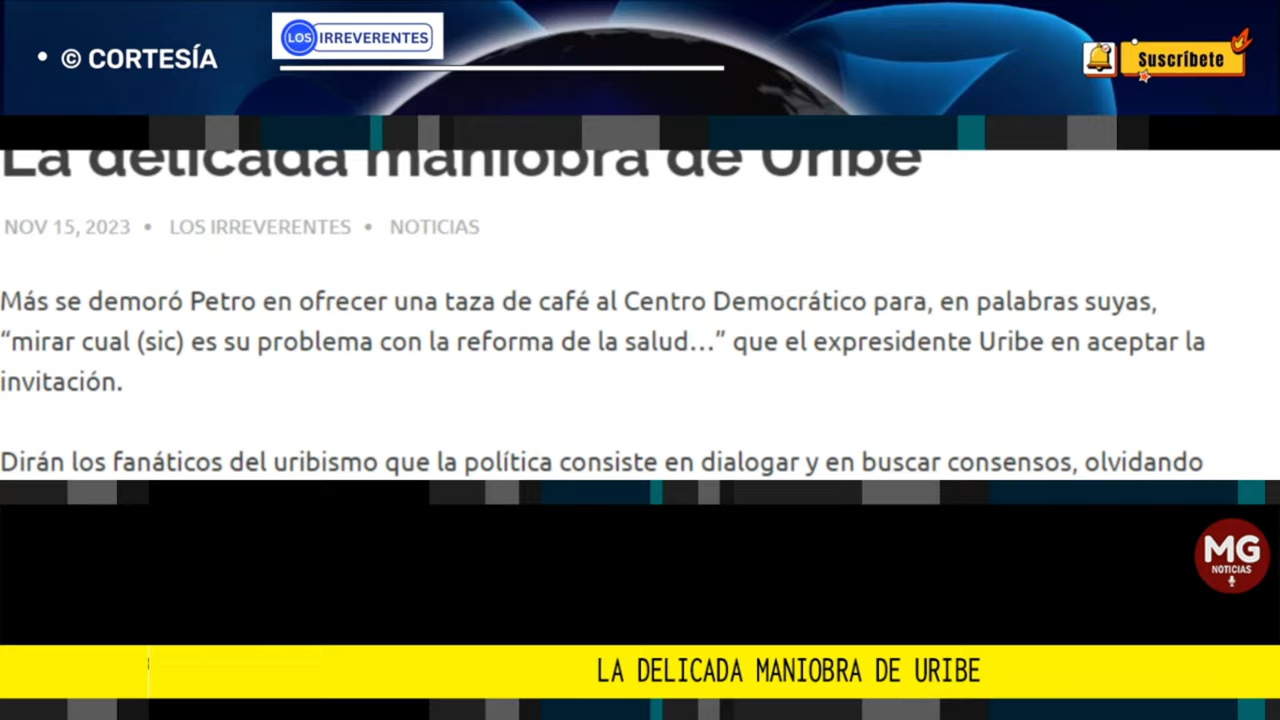 • © CORTESÍA
LOS IRREVERENTES
Suscríbete
La delicada maniobra de Uribe
NOV 15, 2023 • LOS IRREVERENTES • NOTICIAS
Más se demoró Petro en ofrecer una taza de café al Centro Democrático para, en palabras suyas,
“mirar cual (sic) es su problema con la reforma de la salud…” que el expresidente Uribe en aceptar la
invitación.
Dirán los fanáticos del uribismo que la política consiste en dialogar y en buscar consensos, olvidando
MG
NOTICIAS
LA DELICADA MANIOBRA DE URIBE